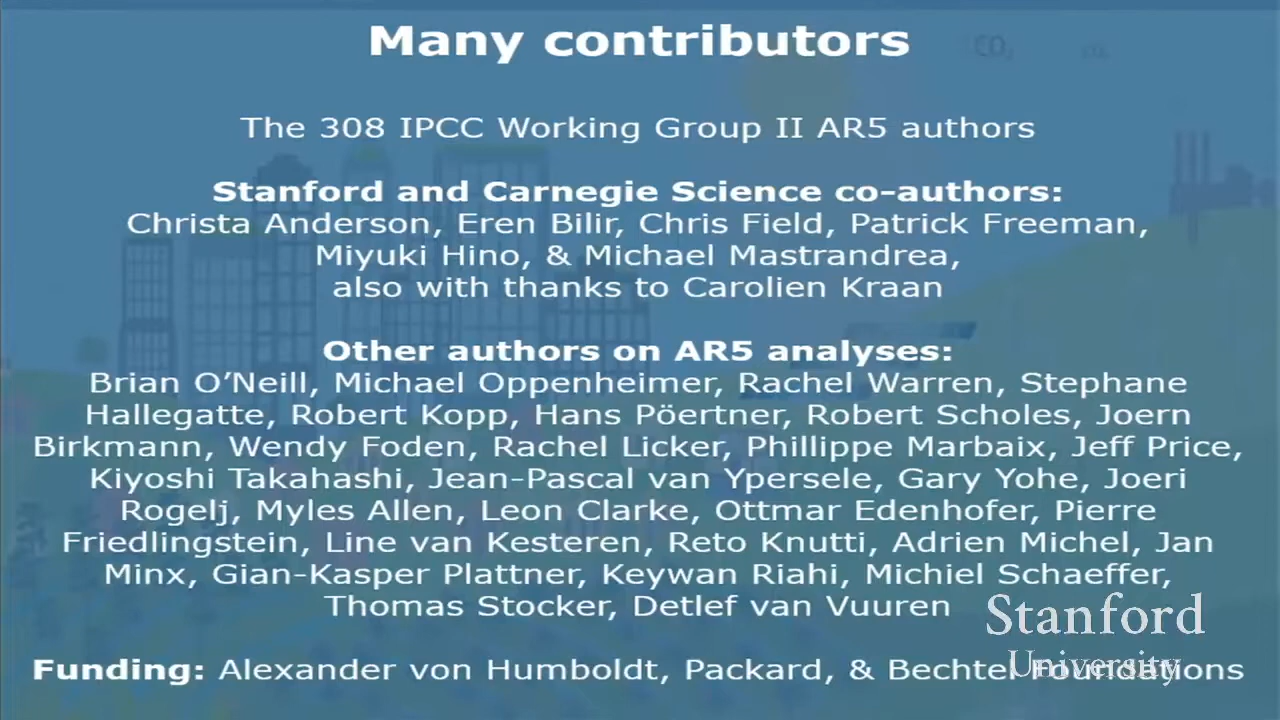 Many contributors
CO₂
The 308 IPCC Working Group II AR5 authors
Stanford and Carnegie Science co-authors:
Christa Anderson, Eren Bilir, Chris Field, Patrick Freeman,
Miyuki Hino, & Michael Mastrandrea,
also with thanks to Carolien Kraan
Other authors on AR5 analyses:
Brian O’Neill, Michael Oppenheimer, Rachel Warren, Stephane
Hallegatte, Robert Kopp, Hans Pöertner, Robert Scholes, Joern
Birkmann, Wendy Foden, Rachel Licker, Phillippe Marbaix, Jeff Price,
Kiyoshi Takahashi, Jean-Pascal van Ypersele, Gary Yohe, Joeri
Rogelj, Myles Allen, Leon Clarke, Ottmar Edenhofer, Pierre
Friedlingstein, Line van Kesteren, Reto Knutti, Adrien Michel, Jan
Minx, Gian-Kasper Plattner, Keywan Riahi, Michiel Schaeffer,
Thomas Stocker, Detlef van Vuuren
Stanford
University
Funding: Alexander von Humboldt, Packard, & Bechtel Foundations